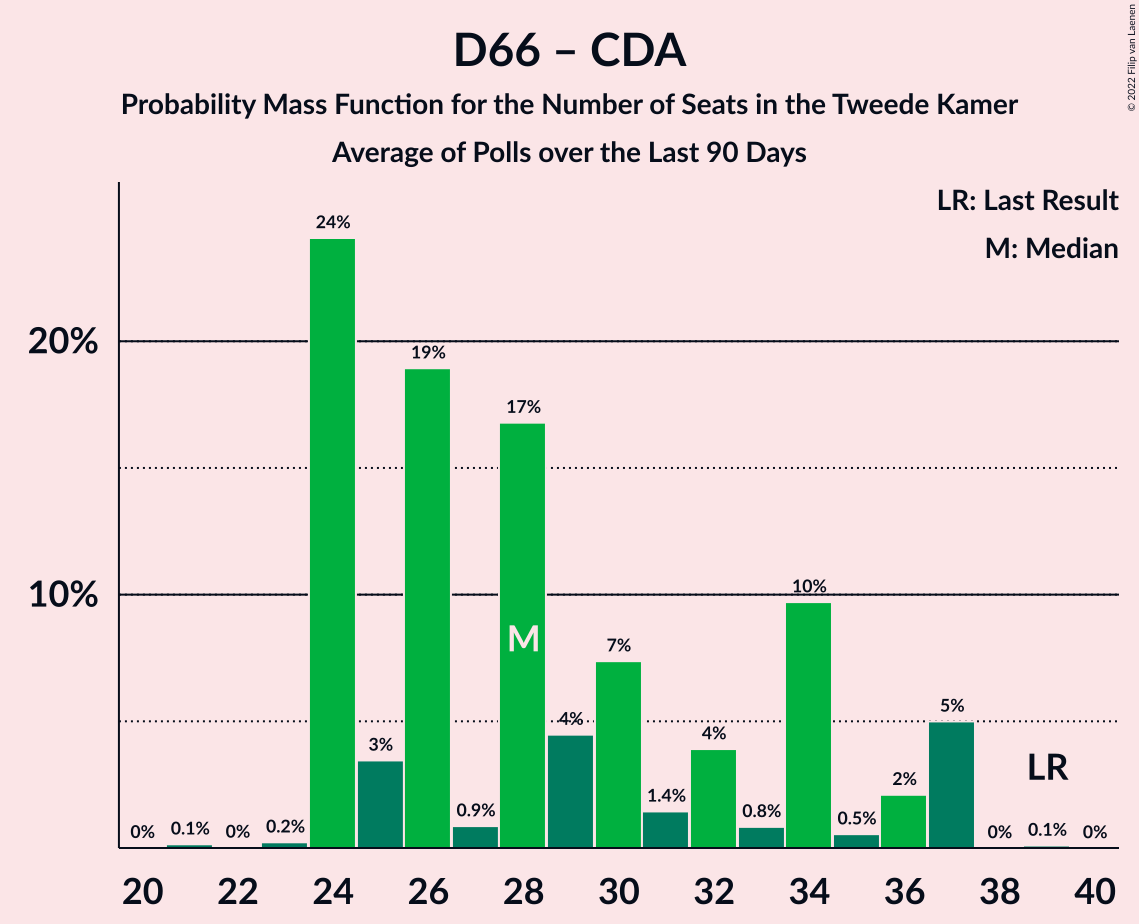 D66 – CDA
Probability Mass Function for the Number of Seats in the Tweede Kamer
Average of Polls over the Last 90 Days
© 2022 Filip van Laenen
LR: Last Result
M: Median
20%
10%
0%
0.1%
0%
0.2%
24%
3%
19%
0.9%
17%
4%
7%
1.4%
4%
0.8%
10%
0.5%
2%
5%
0%
0.1%
0%
M
LR
20 22 24 26 28 30 32 34 36 38 40